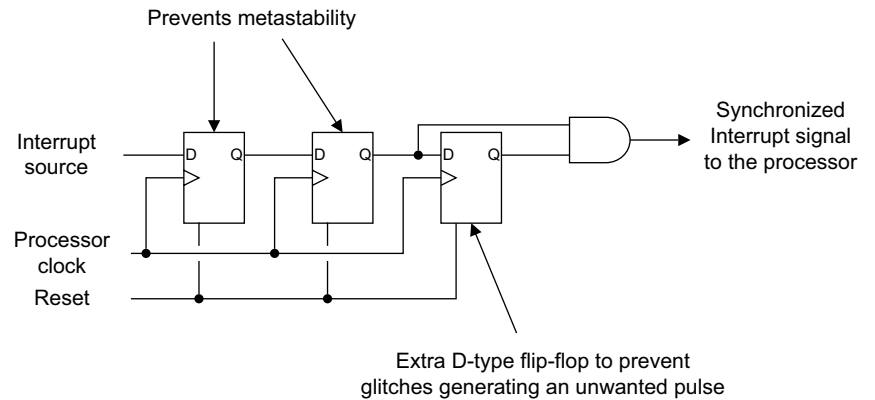 Prevents metastability
Interrupt
source
D Q D Q D Q
Synchronized
Interrupt signal
to the processor
Processor
clock
Reset
Extra D-type flip-flop to prevent
glitches generating an unwanted pulse